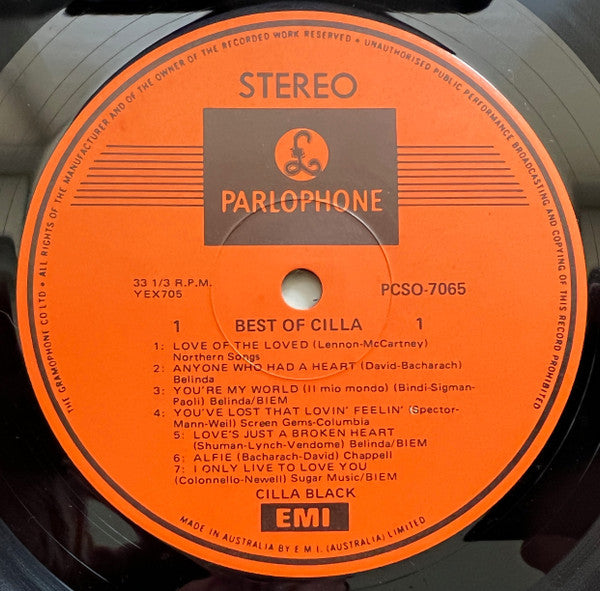 THE GRAMOPHONE CO LTD • ALL RIGHTS OF THE MANUFACTURER AND OF THE OWNER OF THE RECORDED WORK RESERVED • UNAUTHORISED PUBLIC PERFORMANCE BROADCASTING AND COPYING OF THIS RECORD PROHIBITED
STEREO
£
PARLOPHONE
33 1/3 R.P.M.
YEX705
PCSO-7065
1 BEST OF CILLA 1
1: LOVE OF THE LOVED (Lennon-McCartney)
Northern Songs
2: ANYONE WHO HAD A HEART (David-Bacharach)
Belinda
3: YOU'RE MY WORLD (Il mio mondo) (Bindi-Sigman-
Paoli) Belinda/BIEM
4: YOU'VE LOST THAT LOVIN' FEELIN' (Spector-
Mann-Weil) Screen Gems-Columbia
5: LOVE'S JUST A BROKEN HEART
(Shuman-Lynch-Vendome) Belinda/BIEM
6: ALFIE (Bacharach-David) Chappell
7: I ONLY LIVE TO LOVE YOU
(Colonnello-Newell) Sugar Music/BIEM
CILLA BLACK
EMI
MADE IN AUSTRALIA BY E M I. (AUSTRALIA) LIMITED